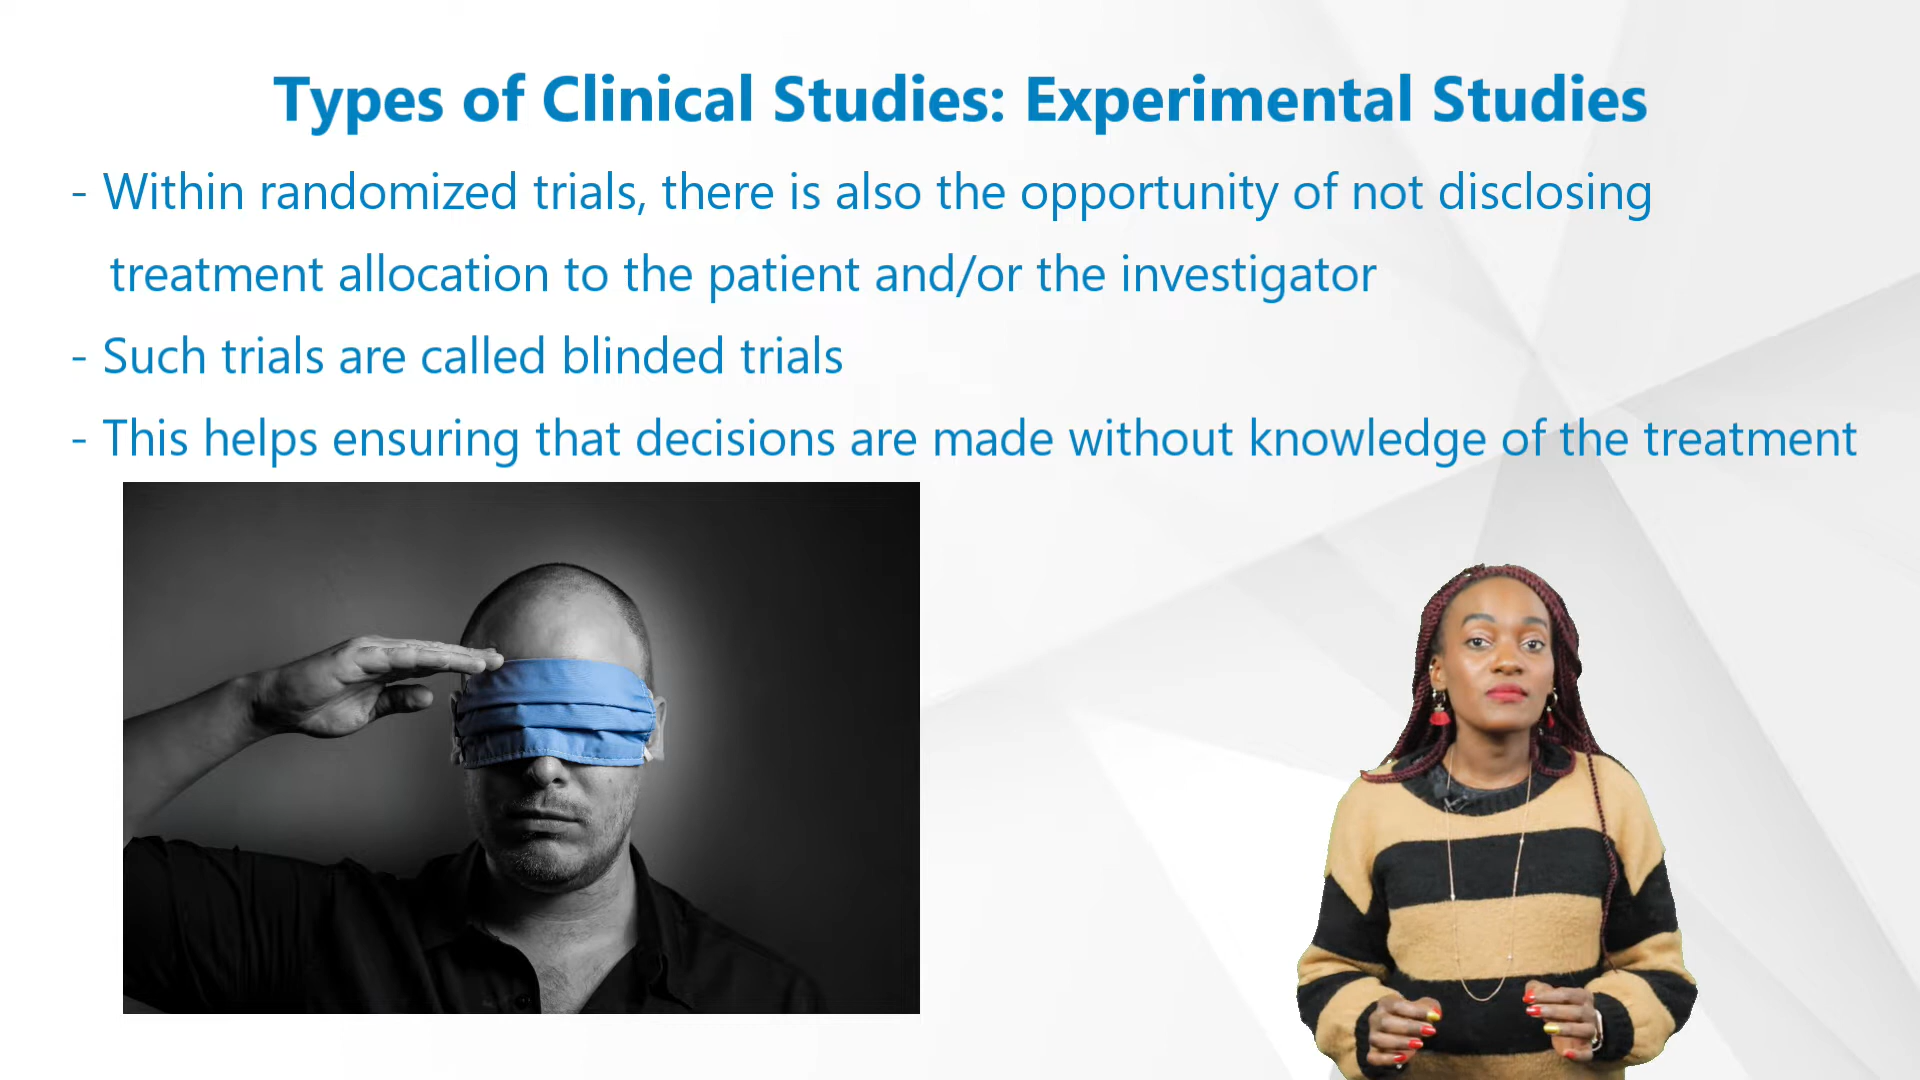 Types of Clinical Studies: Experimental Studies
- Within randomized trials, there is also the opportunity of not disclosing
treatment allocation to the patient and/or the investigator
- Such trials are called blinded trials
- This helps ensuring that decisions are made without knowledge of the treatment